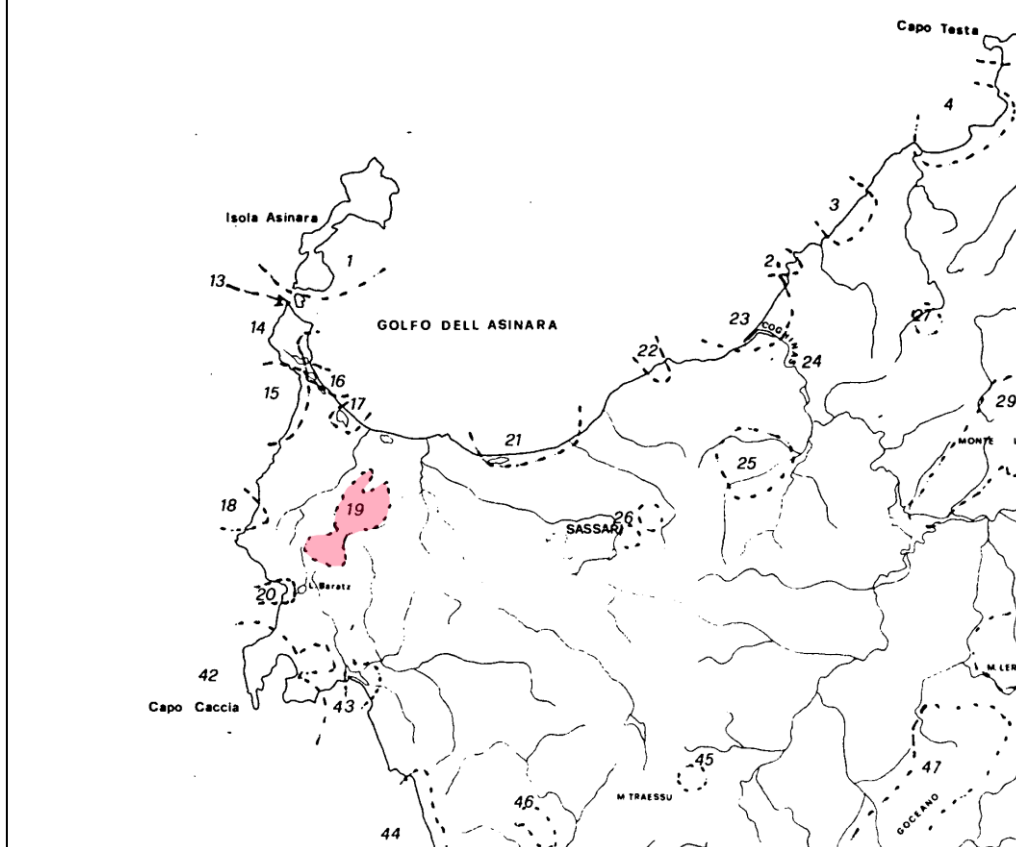 Capo Testa
4
3
Isola Asinara
1
2
13
14
GOLFO DELL ASINARA
23
COGHINAS
27
22
24
16
15
17
29
21
MONTE
25
18
19
26
SASSARI
20
L. Baratz
42
M. LER
Capo Caccia
43
45
47
46
M TRAESSU
GOCEANO
44